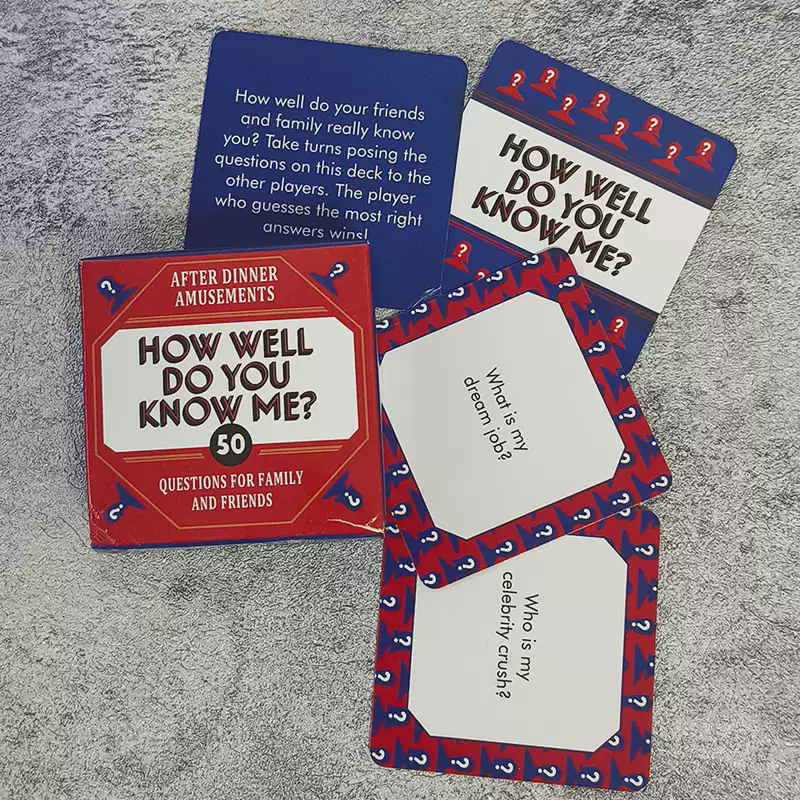 How well do your friends
and family really know
you? Take turns posing the
questions on this deck to the
other players. The player
who guesses the most right
answers wins!
HOW WELL
DO YOU
KNOW ME?
AFTER DINNER
AMUSEMENTS
HOW WELL
DO YOU
KNOW ME?
50
QUESTIONS FOR FAMILY
AND FRIENDS
What is my
dream job?
Who is my
celebrity crush?